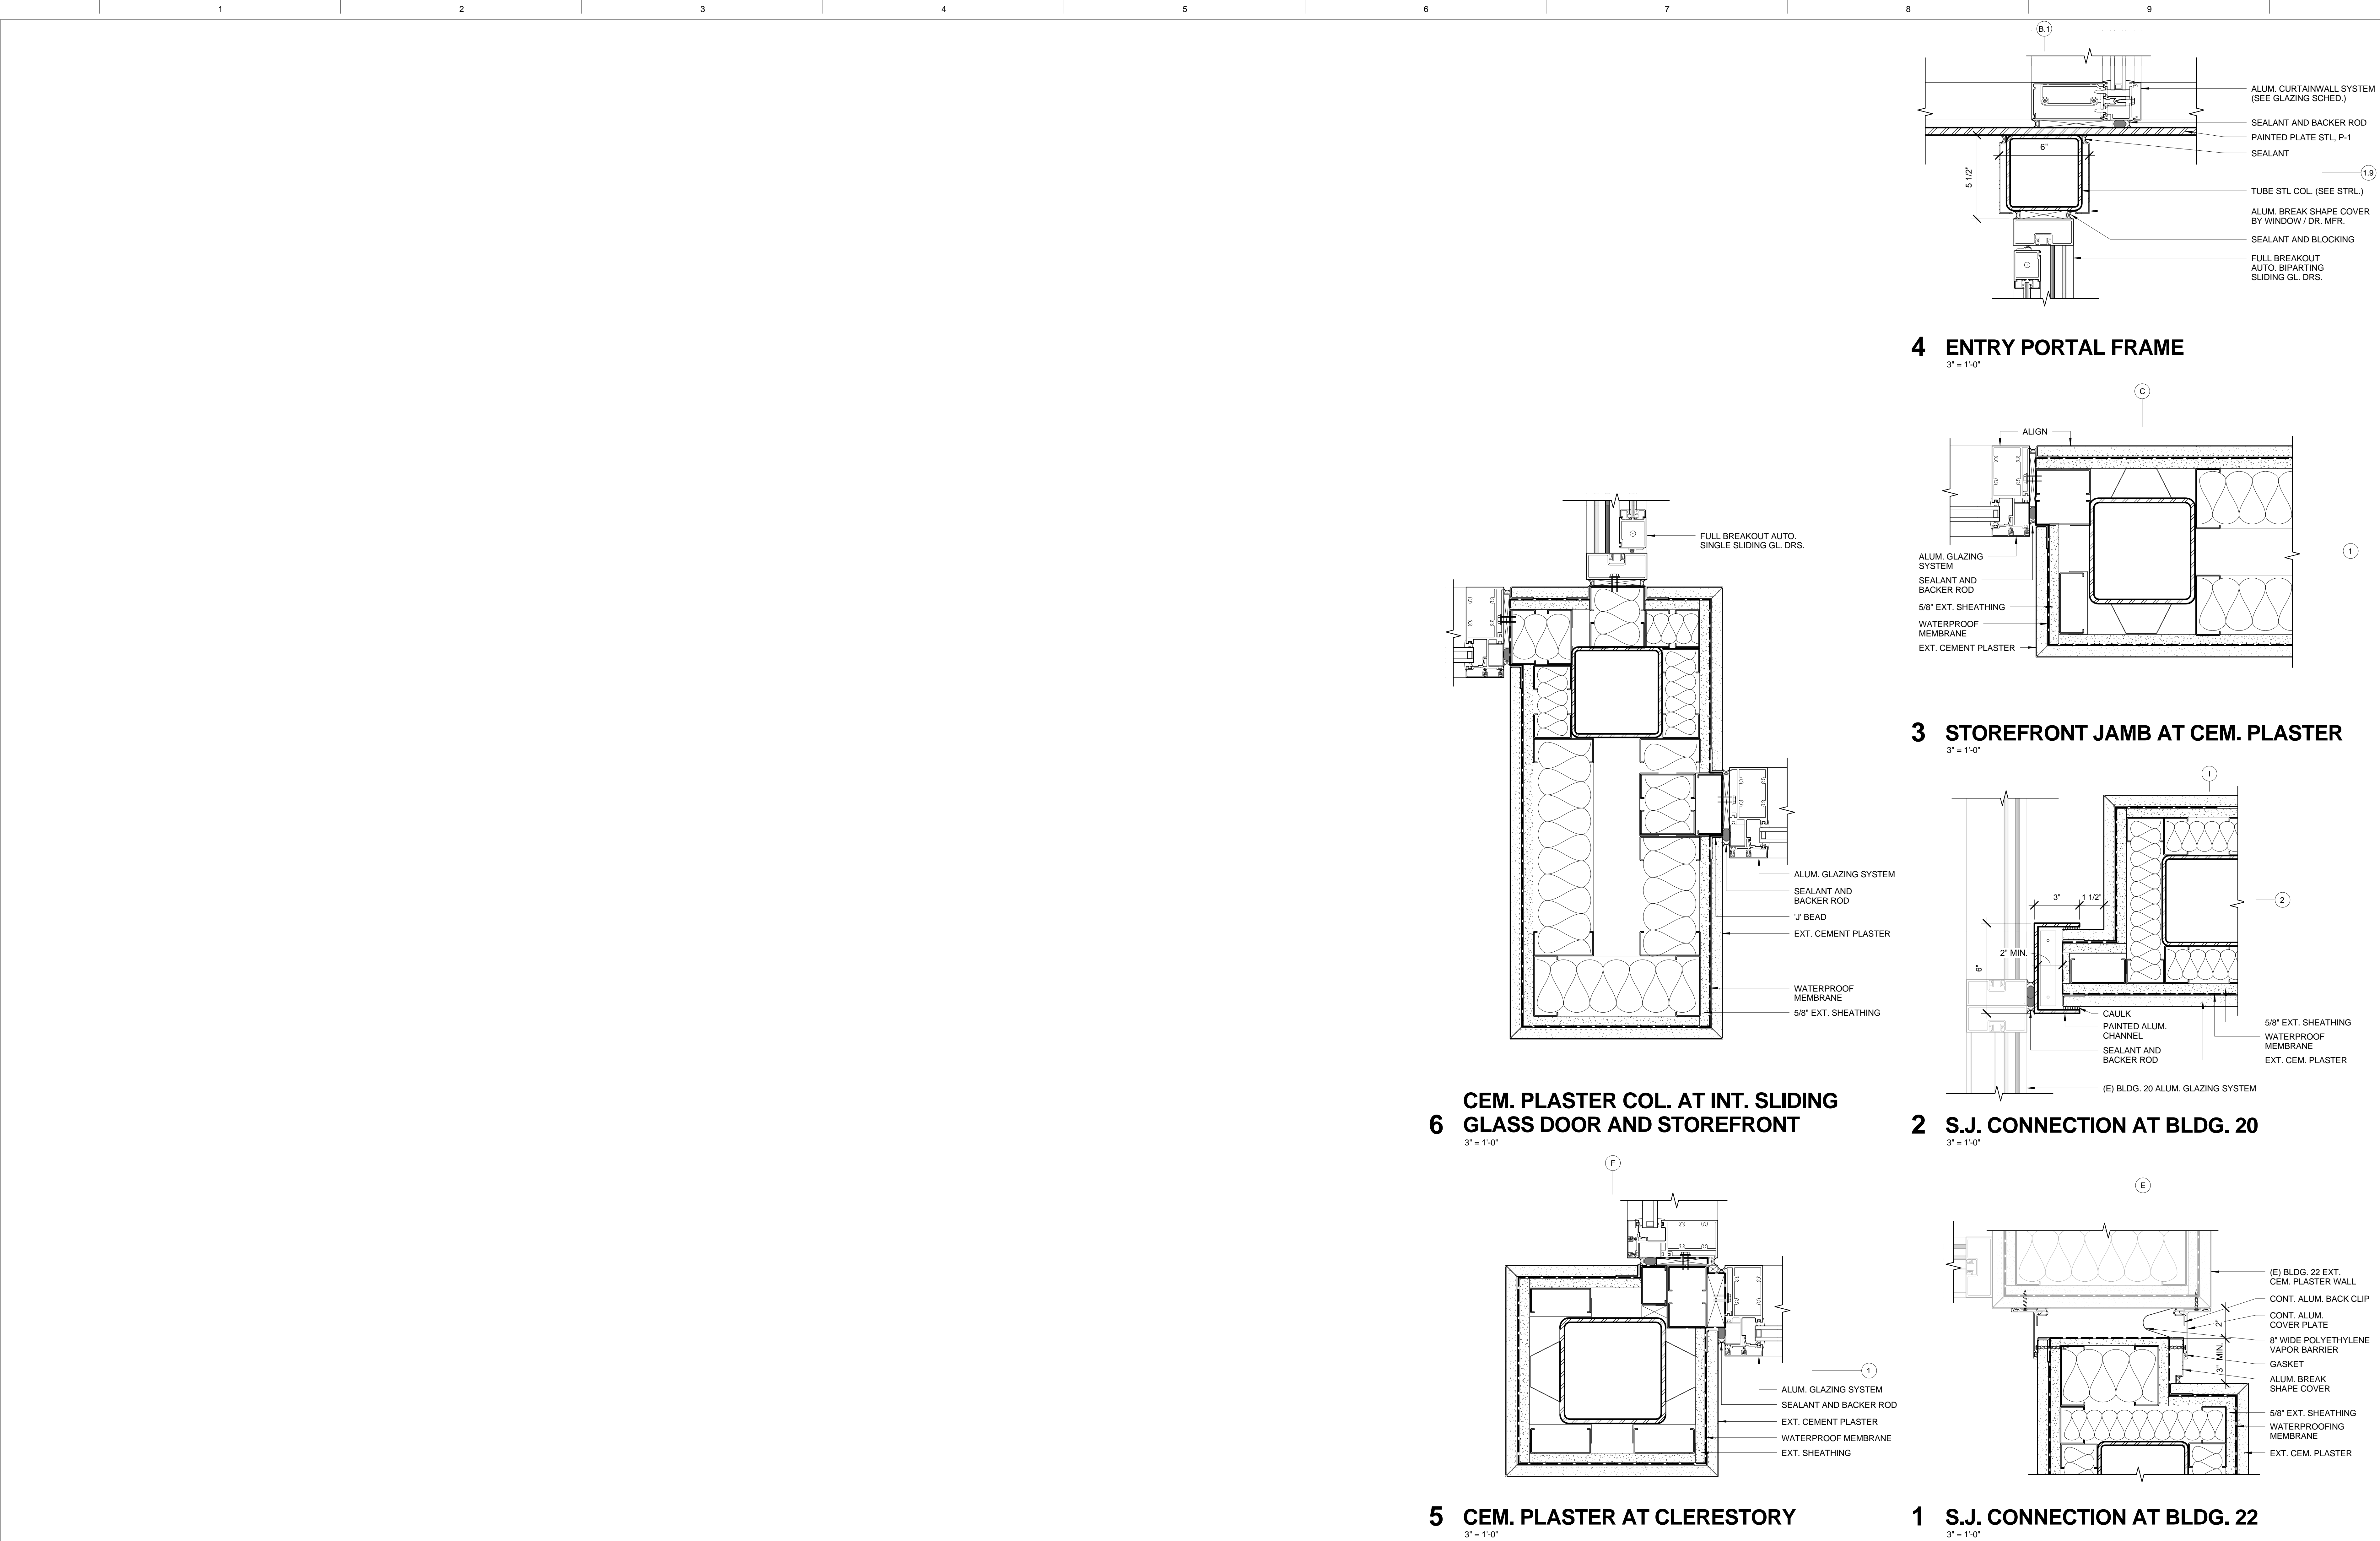 1 2 3 4 5 6 7 8 9
B.1
ALUM. CURTAINWALL SYSTEM
(SEE GLAZING SCHED.)
SEALANT AND BACKER ROD
PAINTED PLATE STL, P-1
SEALANT
6"
5 1/2"
1.9
TUBE STL COL. (SEE STRL.)
ALUM. BREAK SHAPE COVER
BY WINDOW / DR. MFR.
SEALANT AND BLOCKING
FULL BREAKOUT
AUTO. BIPARTING
SLIDING GL. DRS.
4 ENTRY PORTAL FRAME
3" = 1'-0"
C
ALIGN
1
ALUM. GLAZING
SYSTEM
SEALANT AND
BACKER ROD
5/8" EXT. SHEATHING
WATERPROOF
MEMBRANE
EXT. CEMENT PLASTER
3 STOREFRONT JAMB AT CEM. PLASTER
3" = 1'-0"
FULL BREAKOUT AUTO.
SINGLE SLIDING GL. DRS.
ALUM. GLAZING SYSTEM
SEALANT AND
BACKER ROD
'J' BEAD
EXT. CEMENT PLASTER
WATERPROOF
MEMBRANE
5/8" EXT. SHEATHING
CEM. PLASTER COL. AT INT. SLIDING
6 GLASS DOOR AND STOREFRONT
3" = 1'-0"
I
3"
1 1/2"
2
2" MIN.
6"
CAULK
PAINTED ALUM.
CHANNEL
SEALANT AND
BACKER ROD
5/8" EXT. SHEATHING
WATERPROOF
MEMBRANE
EXT. CEM. PLASTER
(E) BLDG. 20 ALUM. GLAZING SYSTEM
2 S.J. CONNECTION AT BLDG. 20
3" = 1'-0"
F
1
ALUM. GLAZING SYSTEM
SEALANT AND BACKER ROD
EXT. CEMENT PLASTER
WATERPROOF MEMBRANE
EXT. SHEATHING
5 CEM. PLASTER AT CLERESTORY
3" = 1'-0"
E
(E) BLDG. 22 EXT.
CEM. PLASTER WALL
CONT. ALUM. BACK CLIP
CONT. ALUM.
COVER PLATE
2"
8" WIDE POLYETHYLENE
VAPOR BARRIER
3" MIN.
GASKET
ALUM. BREAK
SHAPE COVER
5/8" EXT. SHEATHING
WATERPROOFING
MEMBRANE
EXT. CEM. PLASTER
1 S.J. CONNECTION AT BLDG. 22
3" = 1'-0"